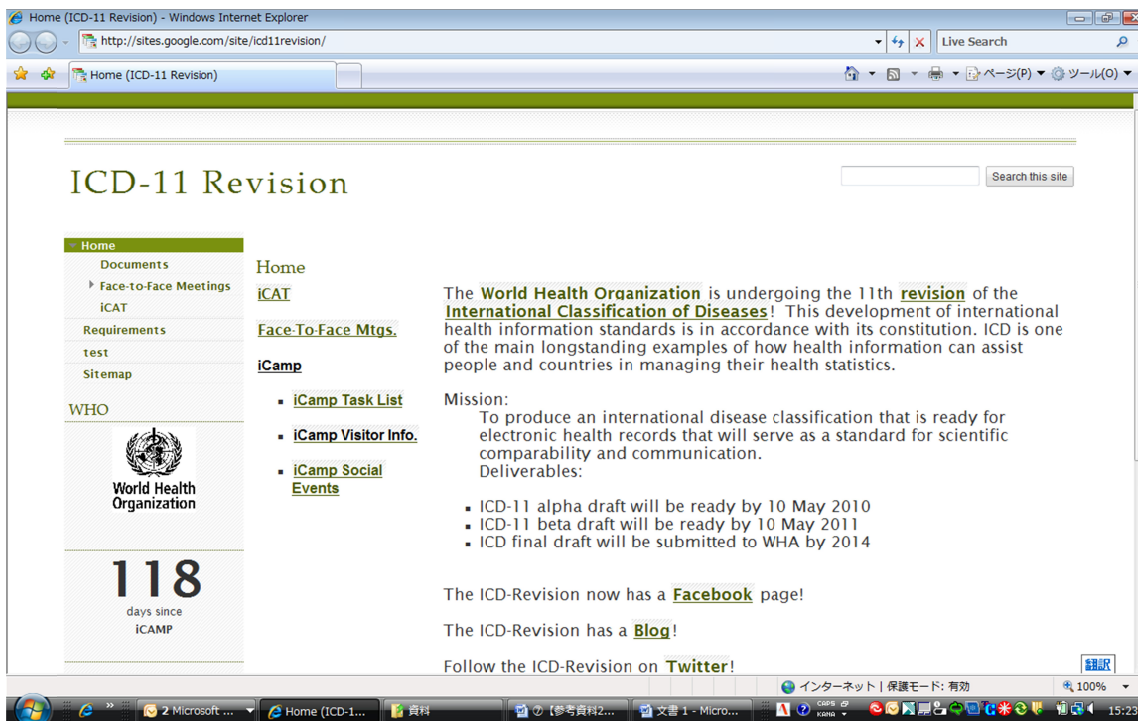 Home (ICD-11 Revision) - Windows Internet Explorer
http://sites.google.com/site/icd11revision/
Live Search
Home (ICD-11 Revision)
ページ(P)
ツール(O)
ICD-11 Revision
Search this site
Home
Documents
Face-to-Face Meetings
iCAT
Requirements
test
Sitemap
WHO
World Health
Organization
118
days since
iCAMP
Home
iCAT
Face-To-Face Mtgs.
iCamp
iCamp Task List
iCamp Visitor Info.
iCamp Social
Events
The World Health Organization is undergoing the 11th revision of the
International Classification of Diseases! This development of international
health information standards is in accordance with its constitution. ICD is one
of the main longstanding examples of how health information can assist
people and countries in managing their health statistics.
Mission:
To produce an international disease classification that is ready for
electronic health records that will serve as a standard for scientific
comparability and communication.
Deliverables:
ICD-11 alpha draft will be ready by 10 May 2010
ICD-11 beta draft will be ready by 10 May 2011
ICD final draft will be submitted to WHA by 2014
The ICD-Revision now has a Facebook page!
The ICD-Revision has a Blog!
Follow the ICD-Revision on Twitter!
翻訳
インターネット | 保護モード: 有効
100%
2 Microsoft ...
Home (ICD-1...
資料
⑦【参考資料2...
文書 1 - Micro...
CAPS
KANA
15:23